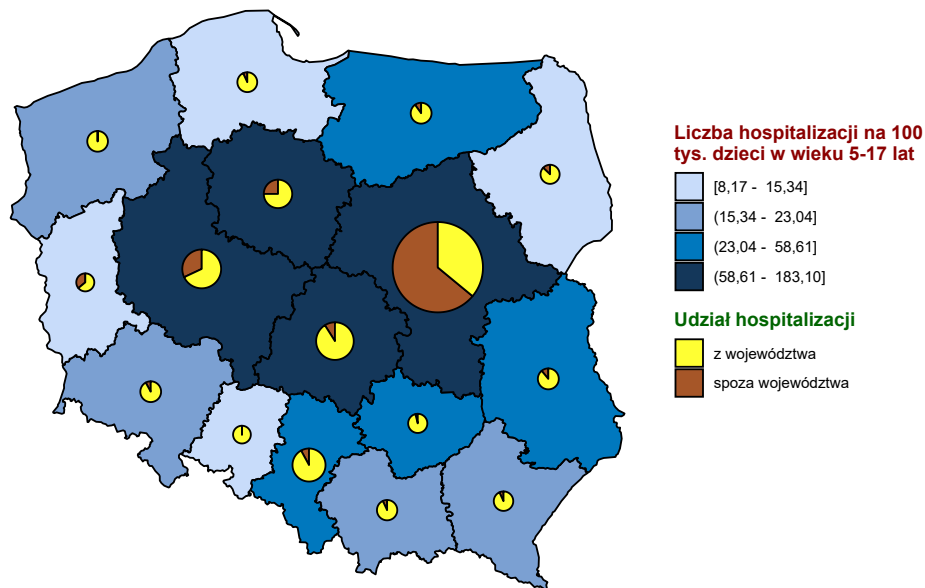 Liczba hospitalizacji na 100
tys. dzieci w wieku 5-17 lat
[8,17 - 15,34]
(15,34 - 23,04]
(23,04 - 58,61]
(58,61 - 183,10]
Udział hospitalizacji
z województwa
spoza województwa